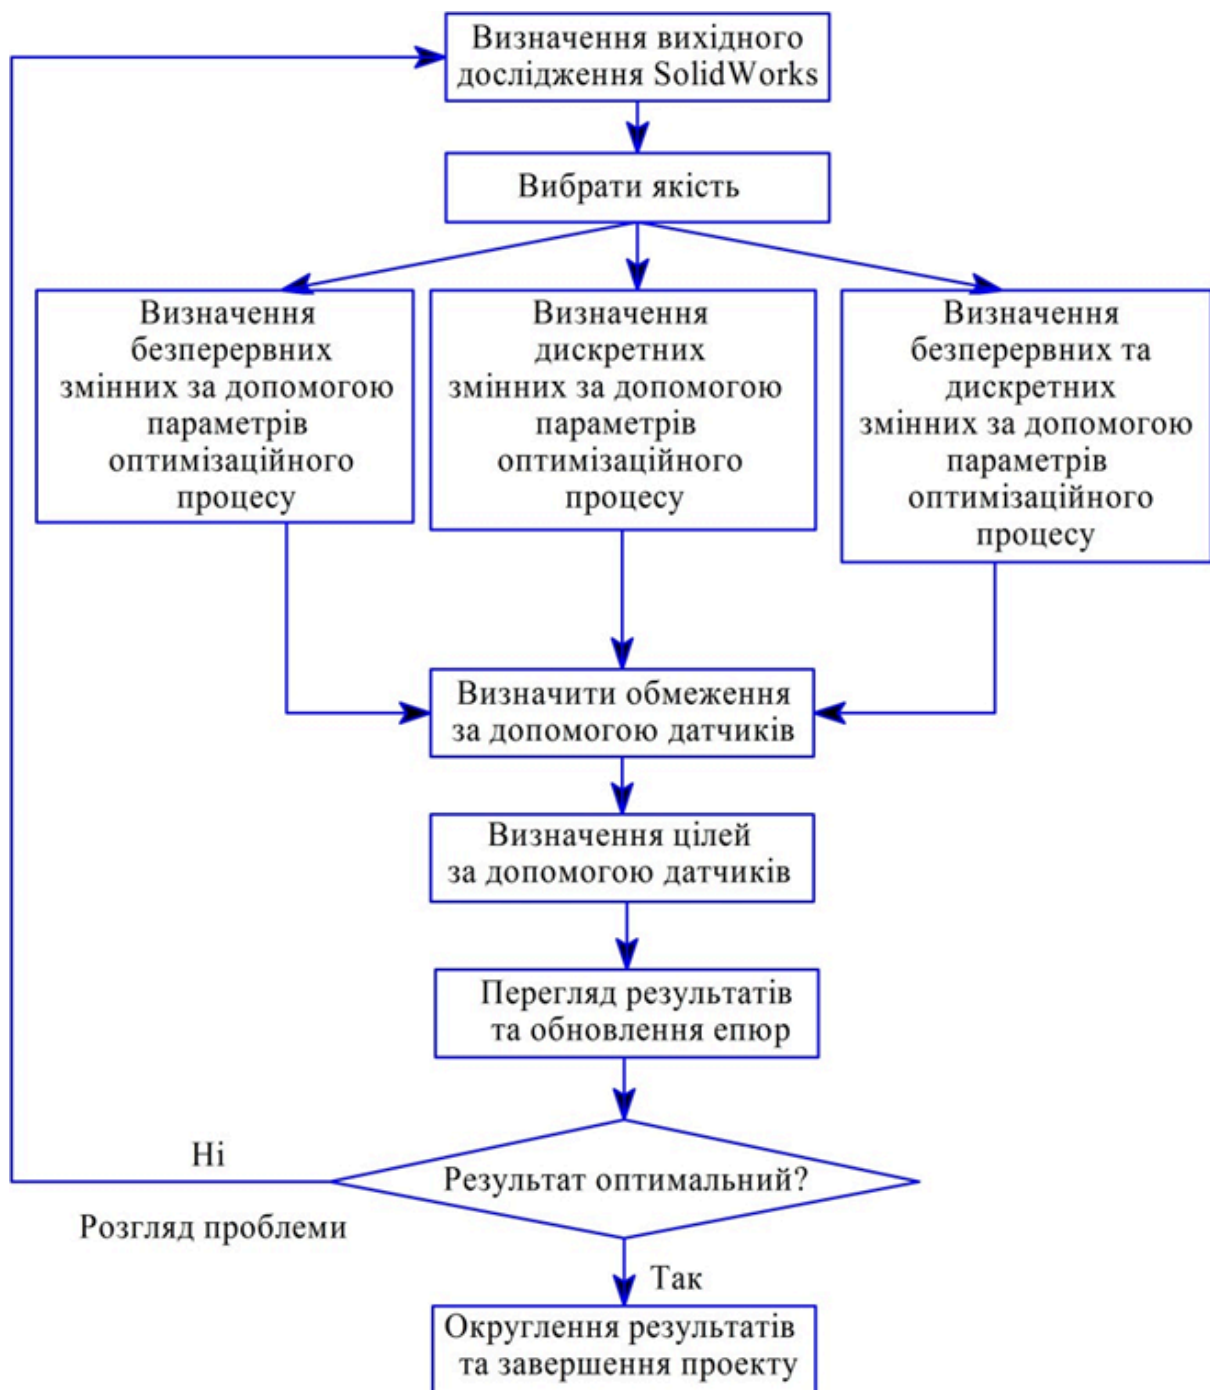 Визначення вихідного
дослідження SolidWorks
Вибрати якість
Визначення
безперервних
змінних за допомогою
параметрів
оптимізаційного
процесу
Визначення
дискретних
змінних за допомогою
параметрів
оптимізаційного
процесу
Визначення
безперервних та
дискретних
змінних за допомогою
параметрів
оптимізаційного
процесу
Визначити обмеження
за допомогою датчиків
Визначення цілей
за допомогою датчиків
Перегляд результатів
та обновлення епюр
Результат оптимальний?
Ні
Розгляд проблеми
Так
Округлення результатів
та завершення проекту